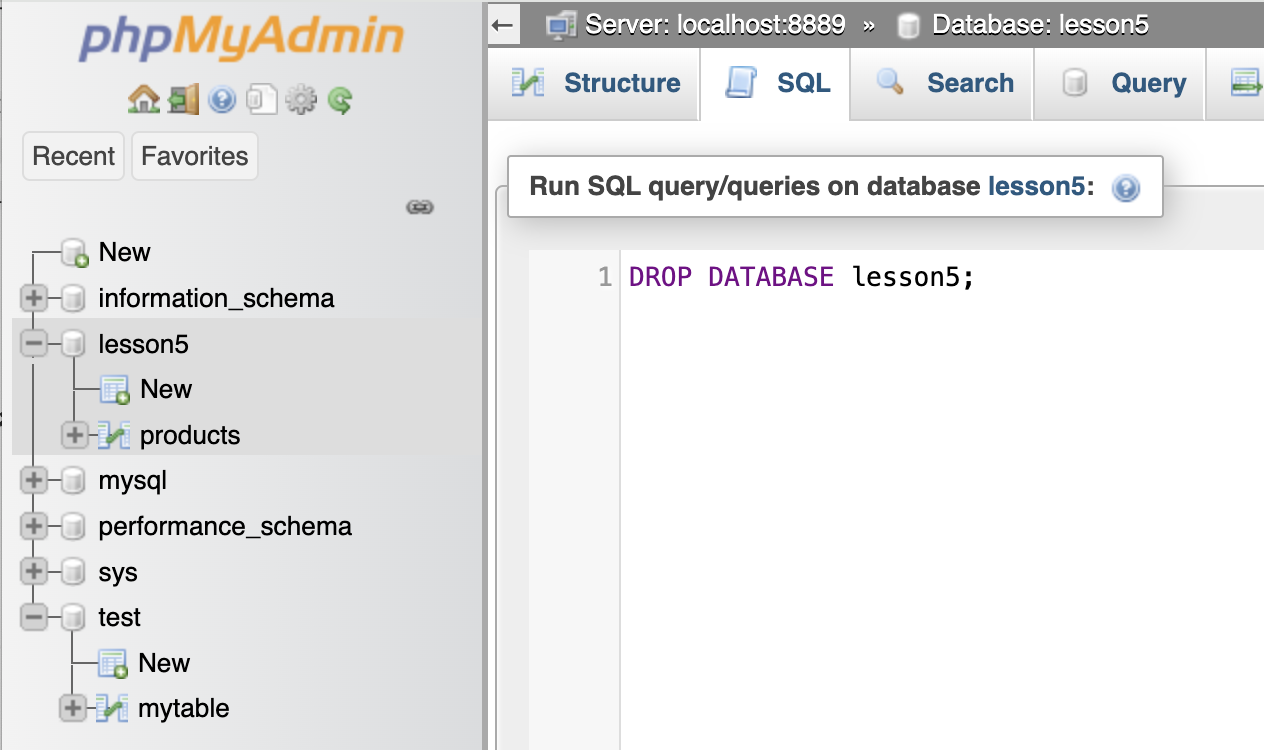 phpMyAdmin
Recent Favorites
New
information_schema
lesson5
New
products
mysql
performance_schema
sys
test
New
mytable
← Server: localhost:8889 » Database: lesson5
Structure SQL Search Query
Run SQL query/queries on database lesson5:
1 DROP DATABASE lesson5;